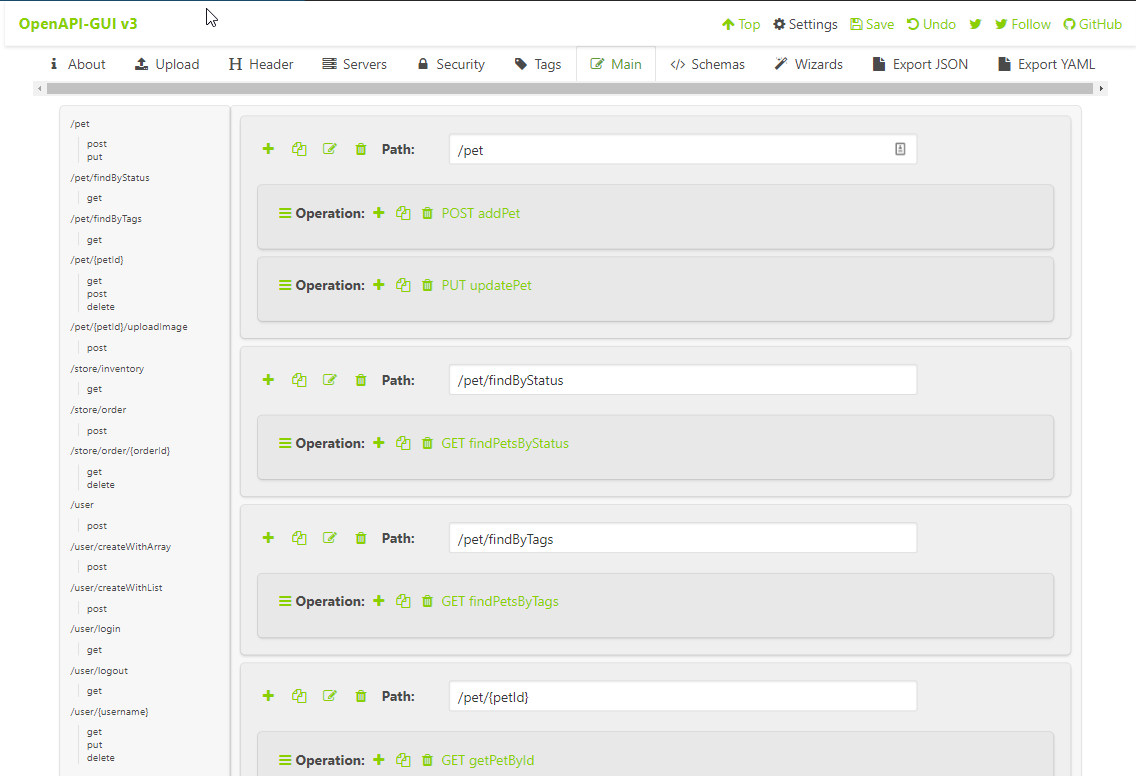 OpenAPI-GUI v3
Top Settings Save Undo Follow GitHub
About Upload Header Servers Security Tags Main Schemas Wizards Export JSON Export YAML
/pet
post
put
/pet/findByStatus
get
/pet/findByTags
get
/pet/{petId}
get
post
delete
/pet/{petId}/uploadImage
post
/store/inventory
get
/store/order
post
/store/order/{orderId}
get
delete
/user
post
/user/createWithArray
post
/user/createWithList
post
/user/login
get
/user/logout
get
/user/{username}
get
put
delete
Path: /pet
Operation: POST addPet
Operation: PUT updatePet
Path: /pet/findByStatus
Operation: GET findPetsByStatus
Path: /pet/findByTags
Operation: GET findPetsByTags
Path: /pet/{petId}
Operation: GET getPetById